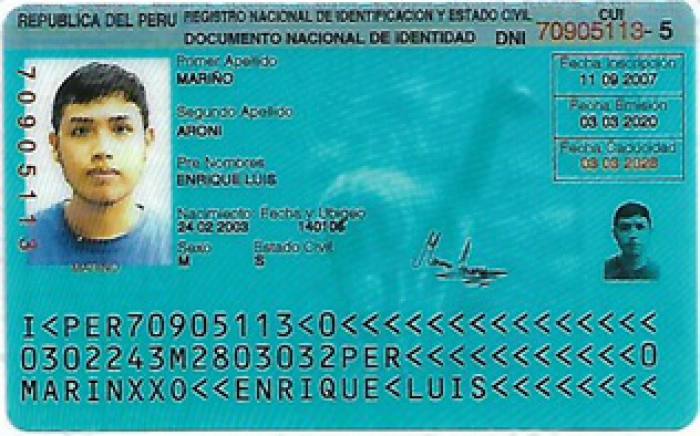 REPUBLICA DEL PERU REGISTRO NACIONAL DE IDENTIFICACION Y ESTADO CIVIL
DOCUMENTO NACIONAL DE IDENTIDAD DNI
CUI
70905113-5
70905113
Primer Apellido
MARIÑO
Segundo Apellido
ARONI
Pre Nombres
ENRIQUE LUIS
Nacimiento: Fecha y Ubigeo
24 02 2003 140106
Sexo Estado Civil
M S
Fecha Inscripción
11 09 2007
Fecha Emisión
03 03 2020
Fecha Caducidad
03 03 2028
MARIÑO
I<PER70905113<0<<<<<<<<<<<<<<<
0302243M2803032PER<<<<<<<<<<<0
MARINXXO<<ENRIQUE<LUIS<<<<<<<<